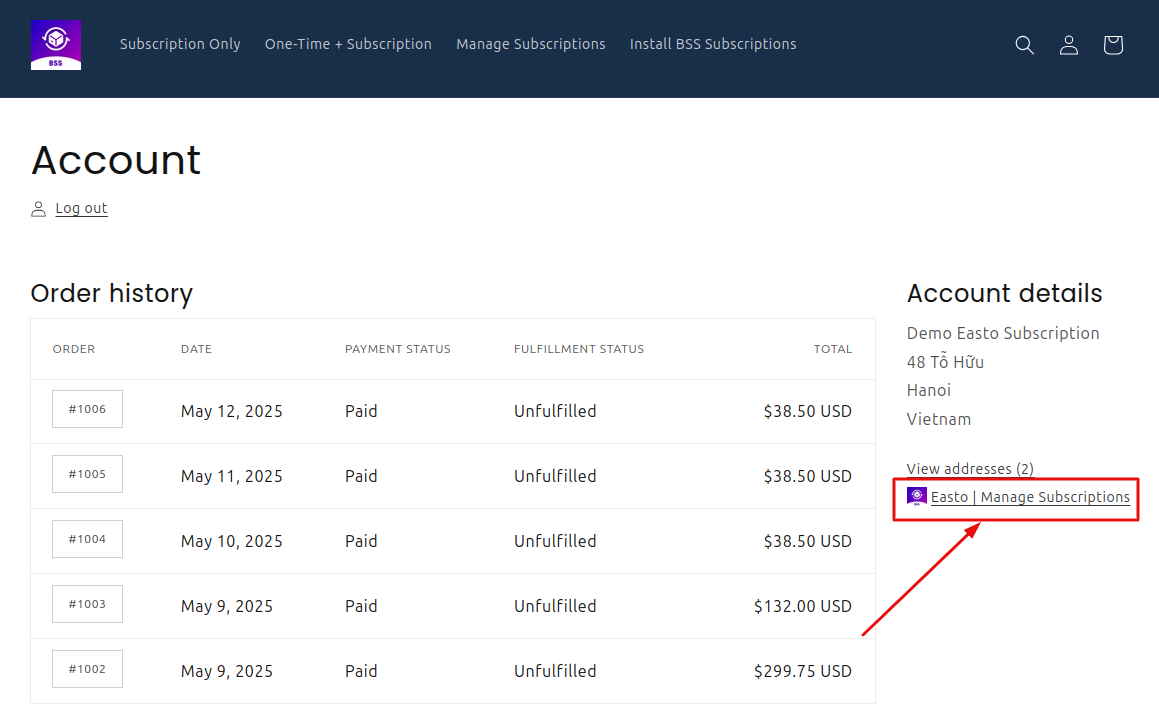 BSS
Subscription Only One-Time + Subscription Manage Subscriptions Install BSS Subscriptions
Account
Log out
Order history
ORDER DATE PAYMENT STATUS FULFILLMENT STATUS TOTAL
#1006 May 12, 2025 Paid Unfulfilled $38.50 USD
#1005 May 11, 2025 Paid Unfulfilled $38.50 USD
#1004 May 10, 2025 Paid Unfulfilled $38.50 USD
#1003 May 9, 2025 Paid Unfulfilled $132.00 USD
#1002 May 9, 2025 Paid Unfulfilled $299.75 USD
Account details
Demo Easto Subscription
48 Tỗ Hữu
Hanoi
Vietnam
View addresses (2)
Easto | Manage Subscriptions